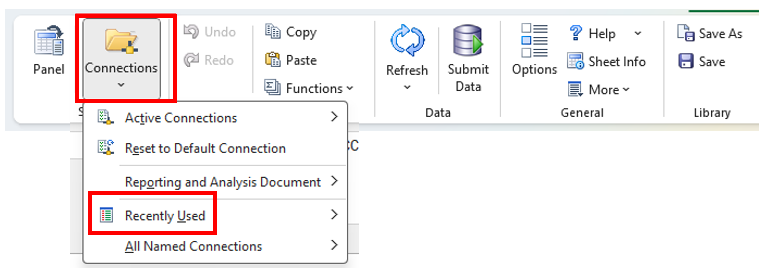 Panel
Connections
Undo
Redo
Copy
Paste
Functions
Refresh
Submit
Data
Data
Options
Help
Sheet Info
More
General
Save As
Save
Library
S
Active Connections
Reset to Default Connection
CC
Reporting and Analysis Document
Recently Used
All Named Connections